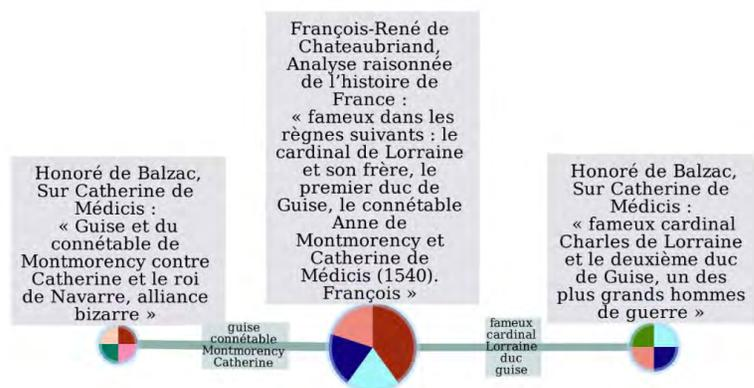 François-René de
Chateaubriand,
Analyse raisonnée
de l’histoire de
France :
« fameux dans les
règnes suivants : le
cardinal de Lorraine
et son frère, le
premier duc de
Guise, le connétable
Anne de
Montmorency et
Catherine de
Médicis (1540).
François »
Honoré de Balzac,
Sur Catherine de
Médicis :
« Guise et du
connétable de
Montmorency contre
Catherine et le roi
de Navarre, alliance
bizarre »
Honoré de Balzac,
Sur Catherine de
Médicis :
« fameux cardinal
Charles de Lorraine
et le deuxième duc
de Guise, un des
plus grands hommes
de guerre »
guise
connétable
Montmorency
Catherine
fameux
cardinal
Lorraine
duc
guise